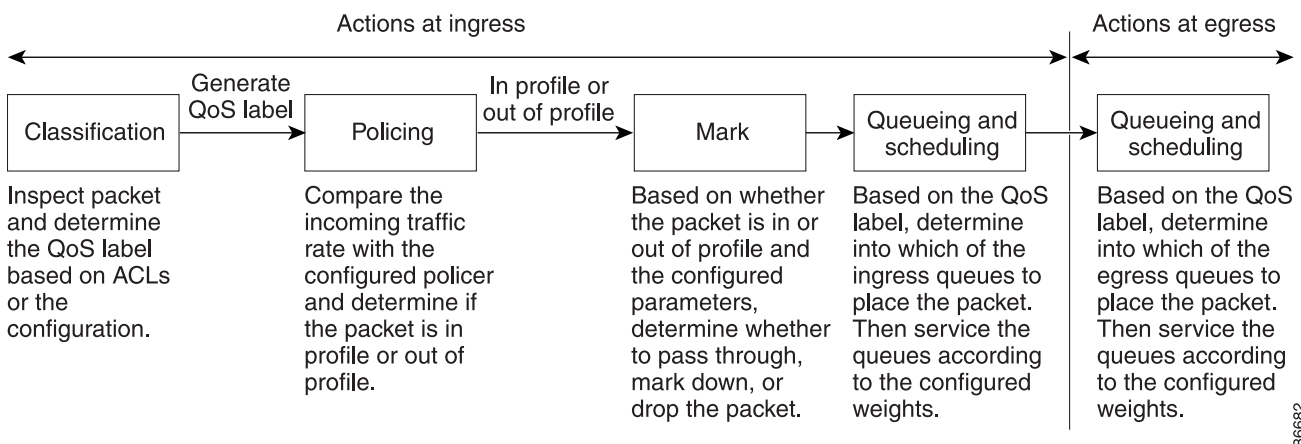 Actions at ingress
Actions at egress
Generate
QoS label
In profile or
out of profile
Classification
Policing
Mark
Queueing and
scheduling
Queueing and
scheduling
Inspect packet
and determine
the QoS label
based on ACLs
or the
configuration.
Compare the
incoming traffic
rate with the
configured policer
and determine if
the packet is in
profile or out of
profile.
Based on whether
the packet is in or
out of profile and
the configured
parameters,
determine whether
to pass through,
mark down, or
drop the packet.
Based on the QoS
label, determine
into which of the
ingress queues to
place the packet.
Then service the
queues according
to the configured
weights.
Based on the QoS
label, determine
into which of the
egress queues to
place the packet.
Then service the
queues according
to the configured
weights.